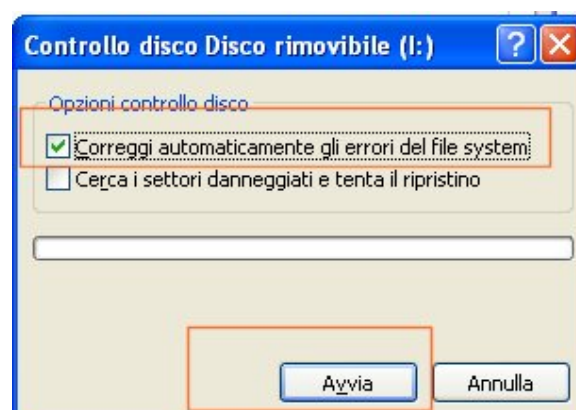 Controllo disco Disco rimovibile (I:)
Opzioni controllo disco
Correggi automaticamente gli errori del file system
Cerca i settori danneggiati e tenta il ripristino
Avvia
Annulla